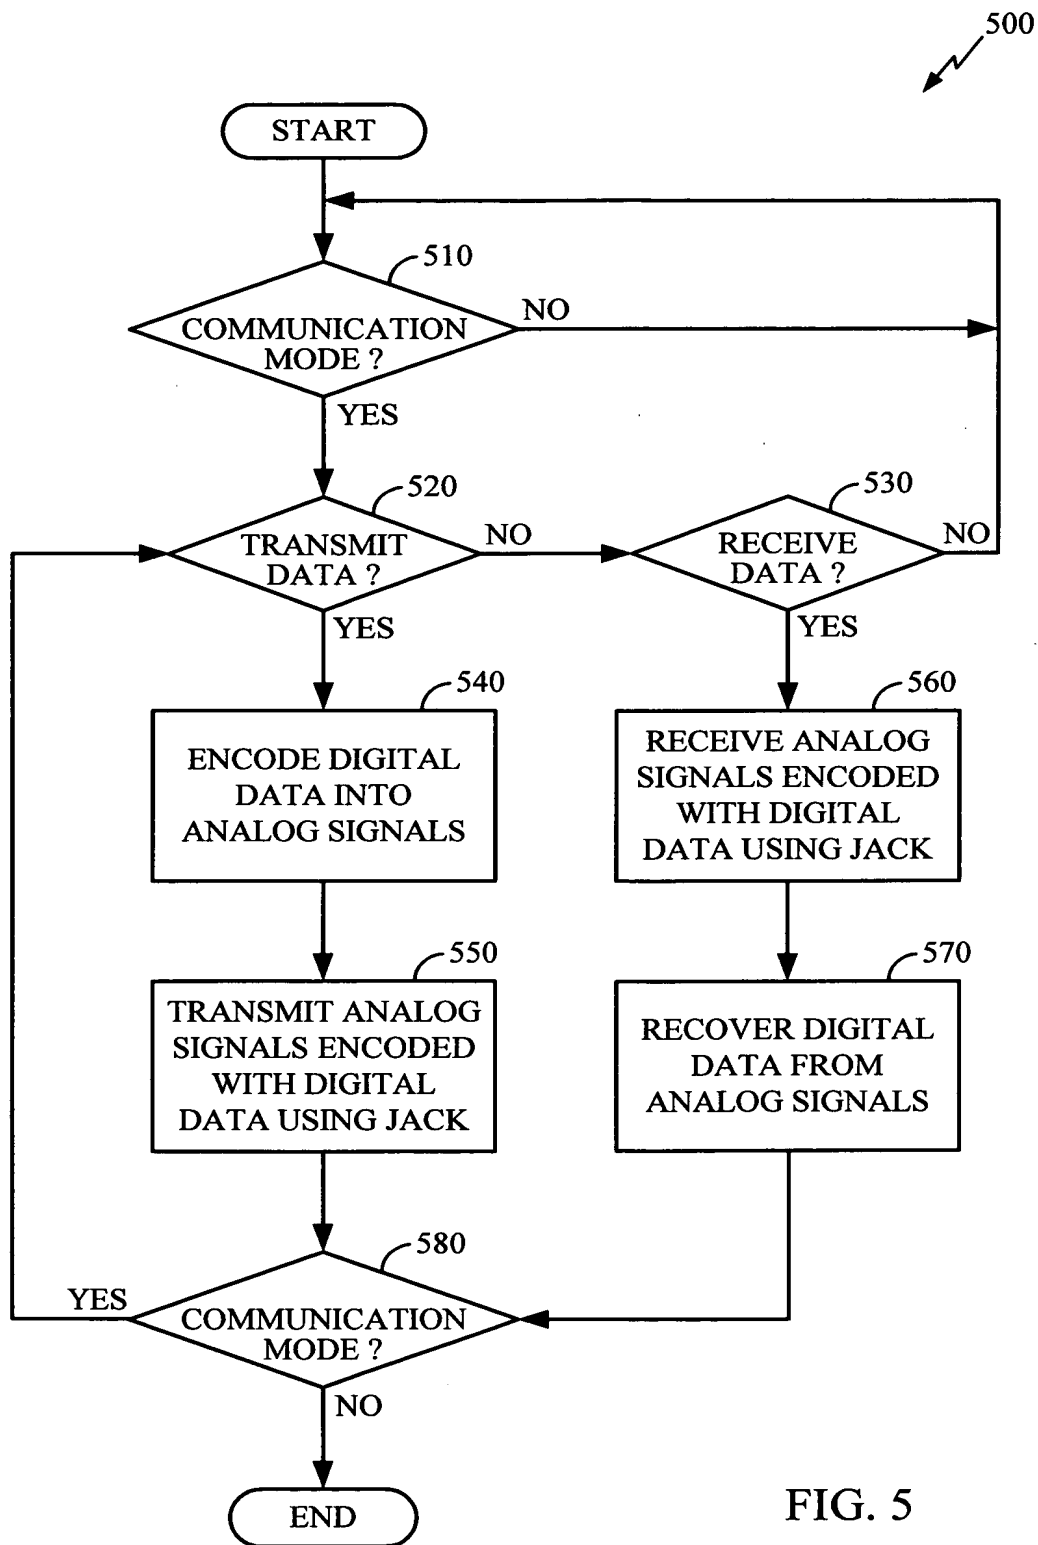 500
START
510
COMMUNICATION
MODE ?
NO
YES
520
TRANSMIT
DATA ?
NO
YES
530
RECEIVE
DATA ?
NO
YES
540
ENCODE DIGITAL
DATA INTO
ANALOG SIGNALS
560
RECEIVE ANALOG
SIGNALS ENCODED
WITH DIGITAL
DATA USING JACK
550
TRANSMIT ANALOG
SIGNALS ENCODED
WITH DIGITAL
DATA USING JACK
570
RECOVER DIGITAL
DATA FROM
ANALOG SIGNALS
580
YES
COMMUNICATION
MODE ?
NO
END
FIG. 5